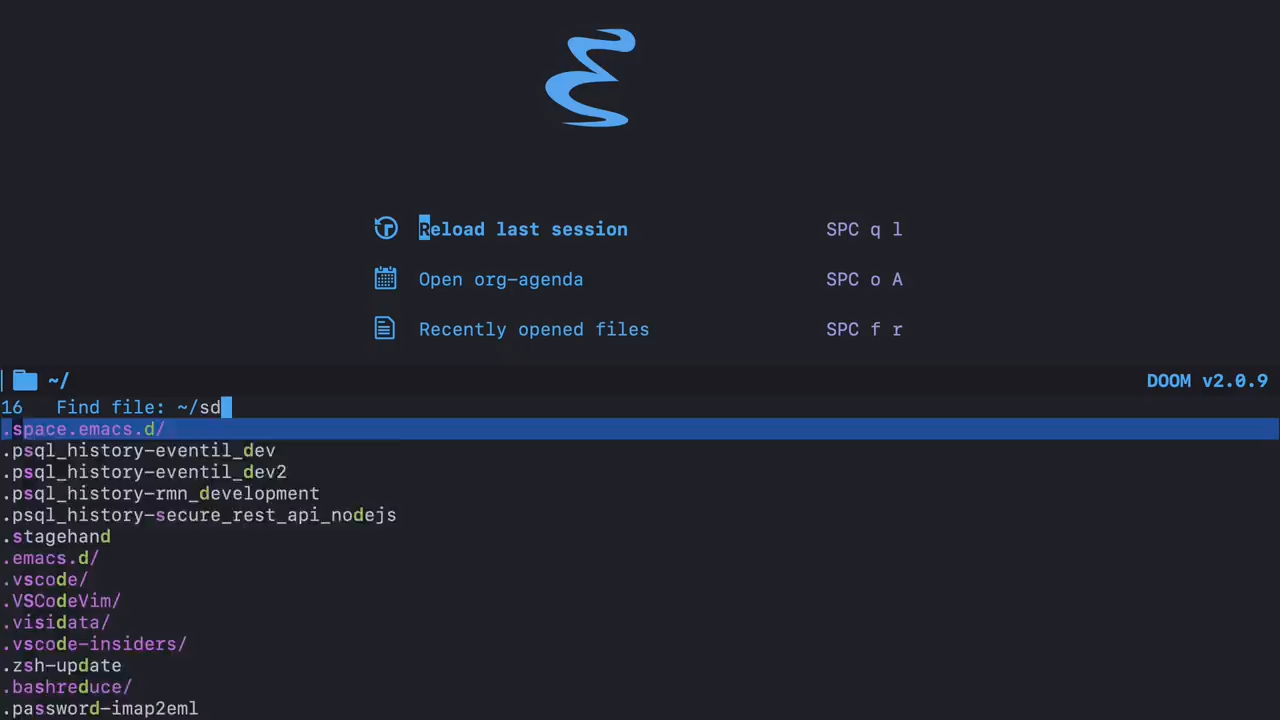 Reload last session SPC q l
Open org-agenda SPC o A
Recently opened files SPC f r
~/ DOOM v2.0.9
16 Find file: ~/sd
.space.emacs.d/
.psql_history-eventil_dev
.psql_history-eventil_dev2
.psql_history-rmn_development
.psql_history-secure_rest_api_nodejs
.stagehand
.emacs.d/
.vscode/
.VSCodeVim/
.visidata/
.vscode-insiders/
.zsh-update
.bashreduce/
.password-imap2eml